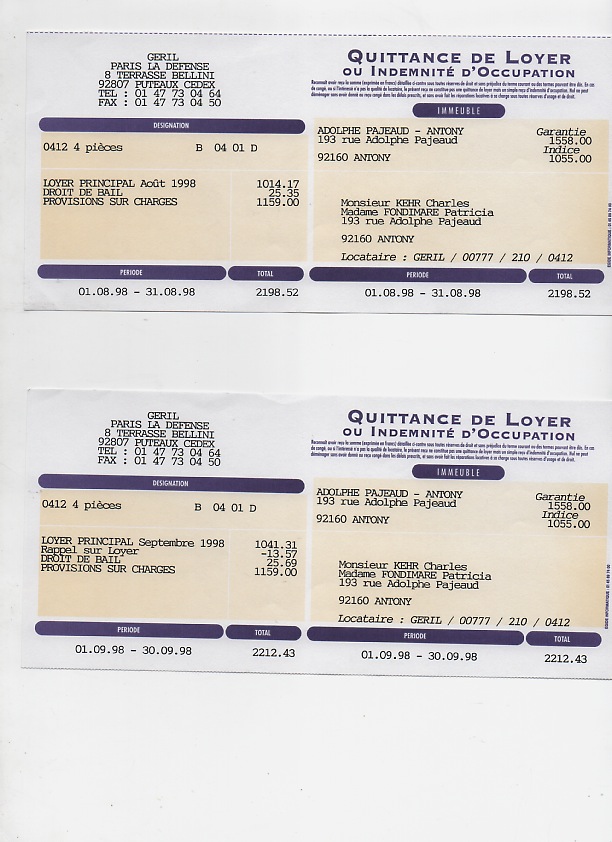 GERIL
PARIS LA DEFENSE
8 TERRASSE BELLINI
92807 PUTEAUX CEDEX
TEL : 01 47 73 04 64
FAX : 01 47 73 04 50
QUITTANCE DE LOYER
OU INDEMNITÉ D'OCCUPATION
IMMEUBLE
DESIGNATION
0412 4 pièces B 04 01 D
ADOLPHE PAJEAUD - ANTONY
193 rue Adolphe Pajeaud
92160 ANTONY
Garantie
1558.00
Indice
1055.00
LOYER PRINCIPAL Août 1998 1014.17
DROIT DE BAIL 25.35
PROVISIONS SUR CHARGES 1159.00
Monsieur KEHR Charles
Madame FONDIMARE Patricia
193 rue Adolphe Pajeaud
92160 ANTONY
Locataire : GERIL / 00777 / 210 / 0412
PERIODE TOTAL PERIODE TOTAL
01.08.98 - 31.08.98 2198.52 01.08.98 - 31.08.98 2198.52
GERIL
PARIS LA DEFENSE
8 TERRASSE BELLINI
92807 PUTEAUX CEDEX
TEL : 01 47 73 04 64
FAX : 01 47 73 04 50
QUITTANCE DE LOYER
OU INDEMNITÉ D'OCCUPATION
IMMEUBLE
DESIGNATION
0412 4 pièces B 04 01 D
ADOLPHE PAJEAUD - ANTONY
193 rue Adolphe Pajeaud
92160 ANTONY
Garantie
1558.00
Indice
1055.00
LOYER PRINCIPAL Septembre 1998 1041.31
Rappel sur Loyer -13.57
DROIT DE BAIL 25.69
PROVISIONS SUR CHARGES 1159.00
Monsieur KEHR Charles
Madame FONDIMARE Patricia
193 rue Adolphe Pajeaud
92160 ANTONY
Locataire : GERIL / 00777 / 210 / 0412
PERIODE TOTAL PERIODE TOTAL
01.09.98 - 30.09.98 2212.43 01.09.98 - 30.09.98 2212.43